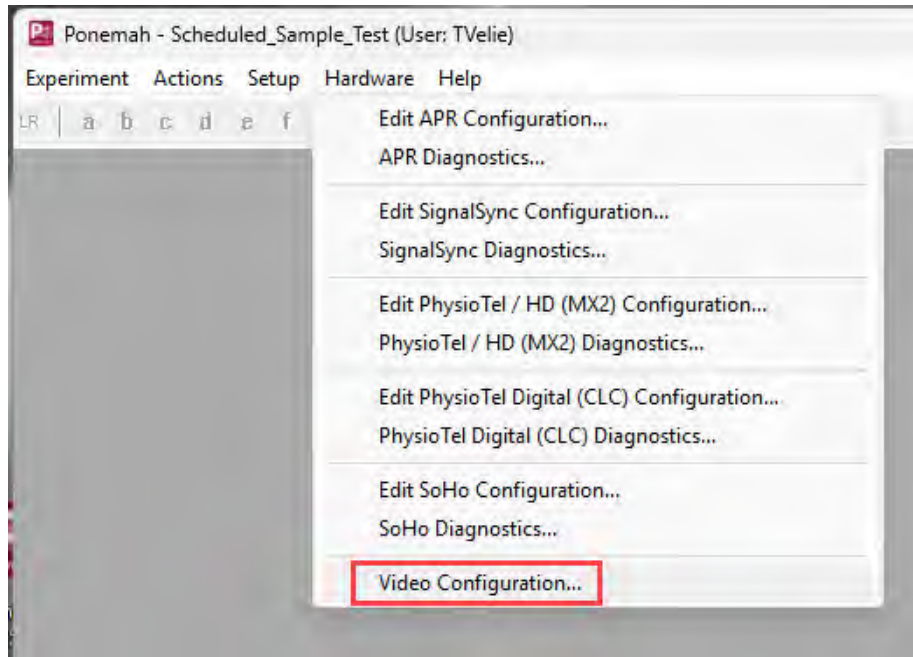 Ponemah - Scheduled_Sample_Test (User: TVelie)
Experiment Actions Setup Hardware Help
LR a b c d e f
Edit APR Configuration...
APR Diagnostics...
Edit SignalSync Configuration...
SignalSync Diagnostics...
Edit PhysioTel / HD (MX2) Configuration...
PhysioTel / HD (MX2) Diagnostics...
Edit PhysioTel Digital (CLC) Configuration...
PhysioTel Digital (CLC) Diagnostics...
Edit SoHo Configuration...
SoHo Diagnostics...
Video Configuration...